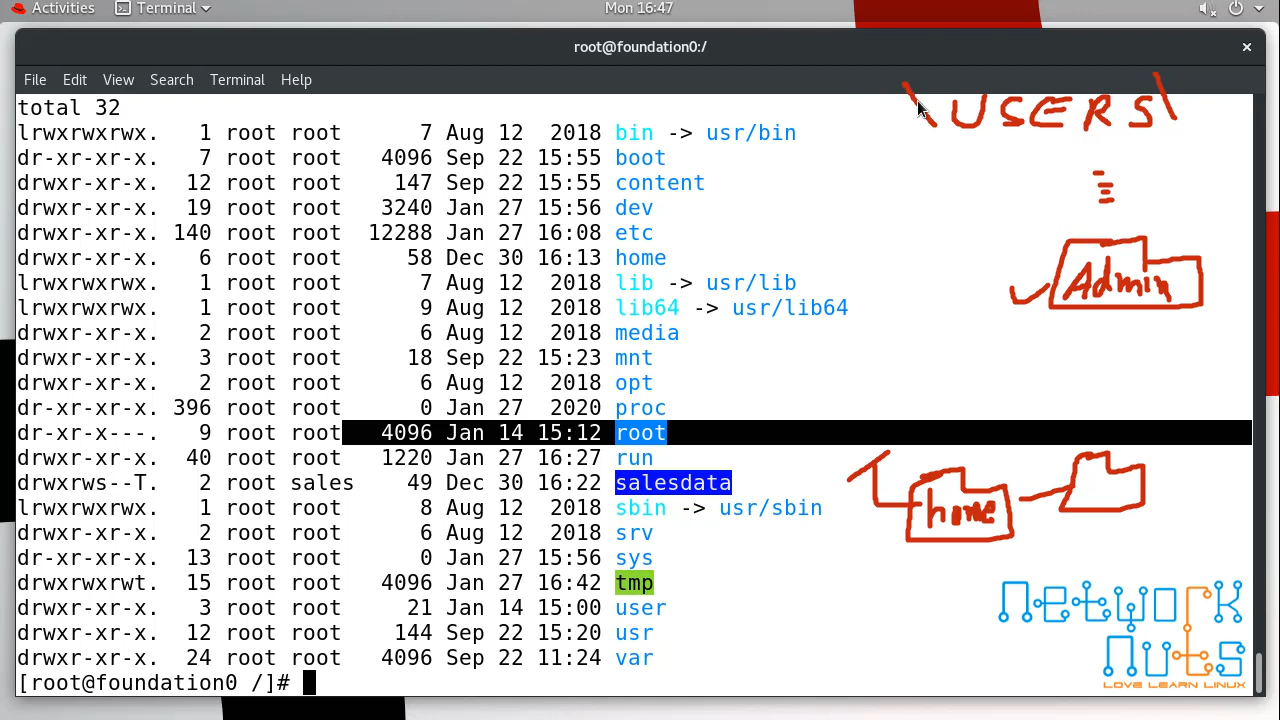 Activities Terminal Mon 16:47
root@foundation0:/
File Edit View Search Terminal Help
total 32
lrwxrwxrwx. 1 root root 7 Aug 12 2018 bin -> usr/bin
dr-xr-xr-x. 7 root root 4096 Sep 22 15:55 boot
drwxr-xr-x. 12 root root 147 Sep 22 15:55 content
drwxr-xr-x. 19 root root 3240 Jan 27 15:56 dev
drwxr-xr-x. 140 root root 12288 Jan 27 16:08 etc
drwxr-xr-x. 6 root root 58 Dec 30 16:13 home
lrwxrwxrwx. 1 root root 7 Aug 12 2018 lib -> usr/lib
lrwxrwxrwx. 1 root root 9 Aug 12 2018 lib64 -> usr/lib64
drwxr-xr-x. 2 root root 6 Aug 12 2018 media
drwxr-xr-x. 3 root root 18 Sep 22 15:23 mnt
drwxr-xr-x. 2 root root 6 Aug 12 2018 opt
dr-xr-xr-x. 396 root root 0 Jan 27 2020 proc
dr-xr-x---. 9 root root 4096 Jan 14 15:12 root
drwxr-xr-x. 40 root root 1220 Jan 27 16:27 run
drwxrws--T. 2 root sales 49 Dec 30 16:22 salesdata
lrwxrwxrwx. 1 root root 8 Aug 12 2018 sbin -> usr/sbin
drwxr-xr-x. 2 root root 6 Aug 12 2018 srv
dr-xr-xr-x. 13 root root 0 Jan 27 15:56 sys
drwxrwxrwt. 15 root root 4096 Jan 27 16:42 tmp
drwxr-xr-x. 3 root root 21 Jan 14 15:00 user
drwxr-xr-x. 12 root root 144 Sep 22 15:20 usr
drwxr-xr-x. 24 root root 4096 Sep 22 11:24 var
[root@foundation0 /]#
\USERS\
Admin
home
Network
Nuts
LOVE LEARN LINUX